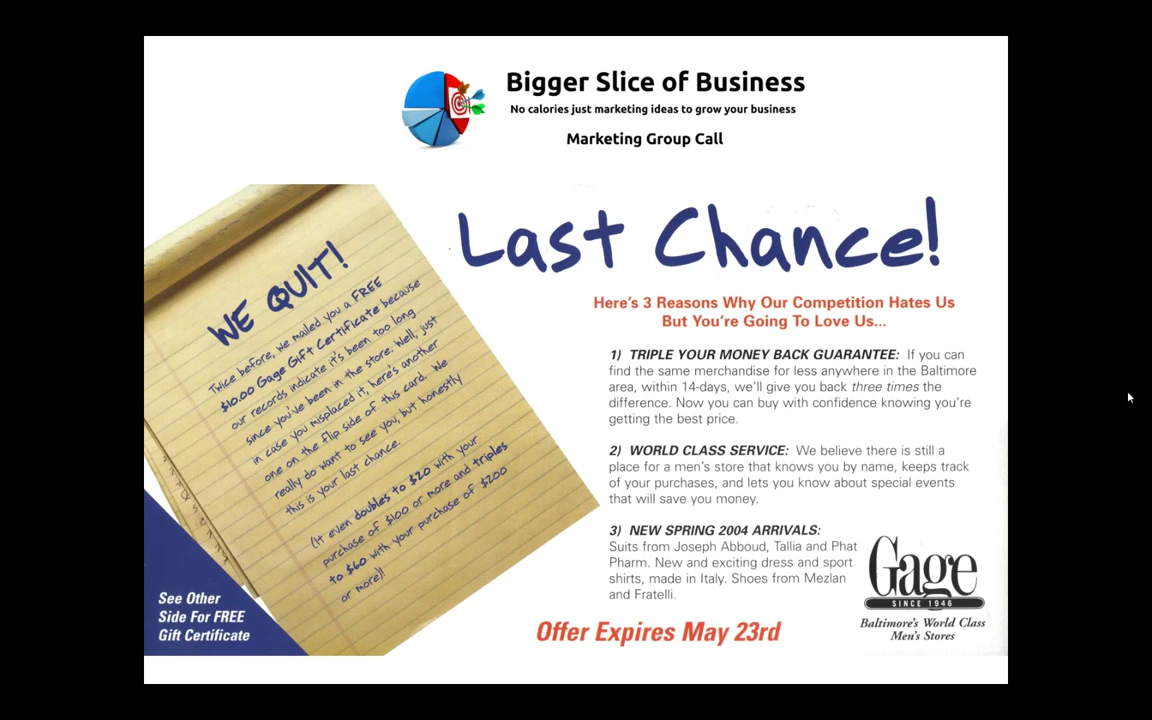 Bigger Slice of Business
No calories just marketing ideas to grow your business
Marketing Group Call
Last Chance!
WE QUIT!
Twice before, we mailed you a FREE
$10.00 Gage Gift Certificate because
our records indicate it's been too long
since you've been in the store. Well, just
in case you misplaced it, here's another
one on the flip side of this card. We
really do want to see you, but honestly
this is your last chance.
(It even doubles to $20 with your
purchase of $100 or more and triples
to $60 with your purchase of $200
or more)!
See Other
Side For FREE
Gift Certificate
Here's 3 Reasons Why Our Competition Hates Us
But You're Going To Love Us...
1) TRIPLE YOUR MONEY BACK GUARANTEE: If you can
find the same merchandise for less anywhere in the Baltimore
area, within 14-days, we'll give you back three times the
difference. Now you can buy with confidence knowing you're
getting the best price.
2) WORLD CLASS SERVICE: We believe there is still a
place for a men's store that knows you by name, keeps track
of your purchases, and lets you know about special events
that will save you money.
3) NEW SPRING 2004 ARRIVALS:
Suits from Joseph Abboud, Tallia and Phat
Pharm. New and exciting dress and sport
shirts, made in Italy. Shoes from Mezlan
and Fratelli.
Offer Expires May 23rd
Gage
SINCE 1946
Baltimore's World Class
Men's Stores